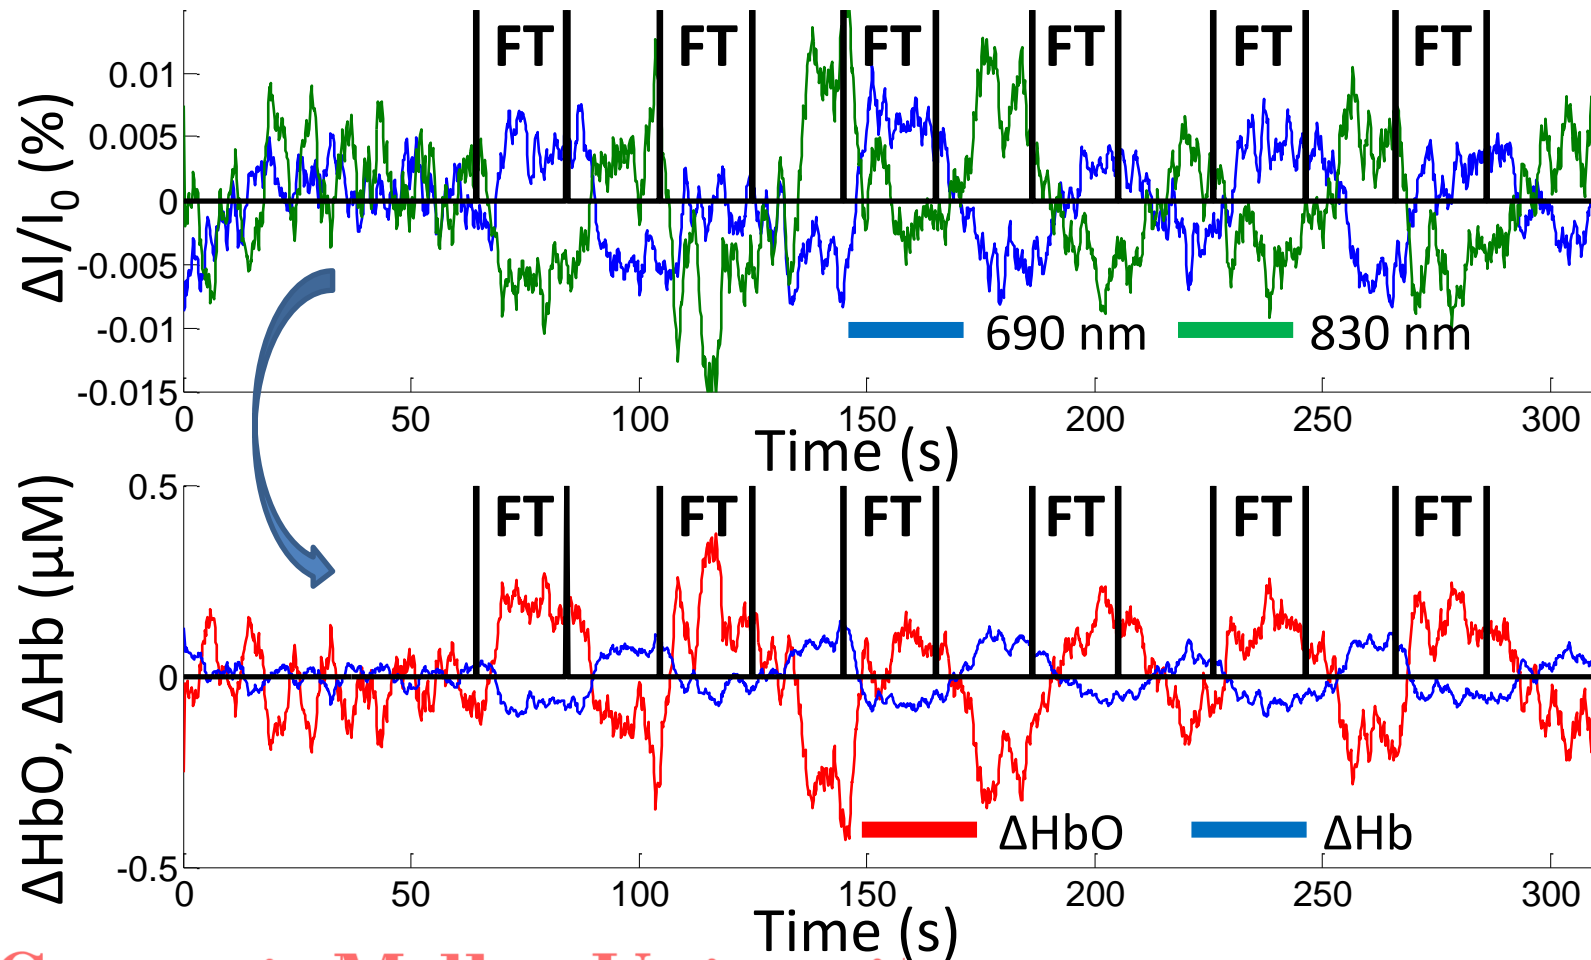 FT FT FT FT FT FT
0.01
0.005
0
-0.005
-0.01
-0.015
ΔI/I0 (%)
690 nm 830 nm
0 50 100 150 200 250 300
Time (s)
0.5
0
-0.5
ΔHbO, ΔHb (µM)
FT FT FT FT FT FT
ΔHbO ΔHb
0 50 100 150 200 250 300
Time (s)